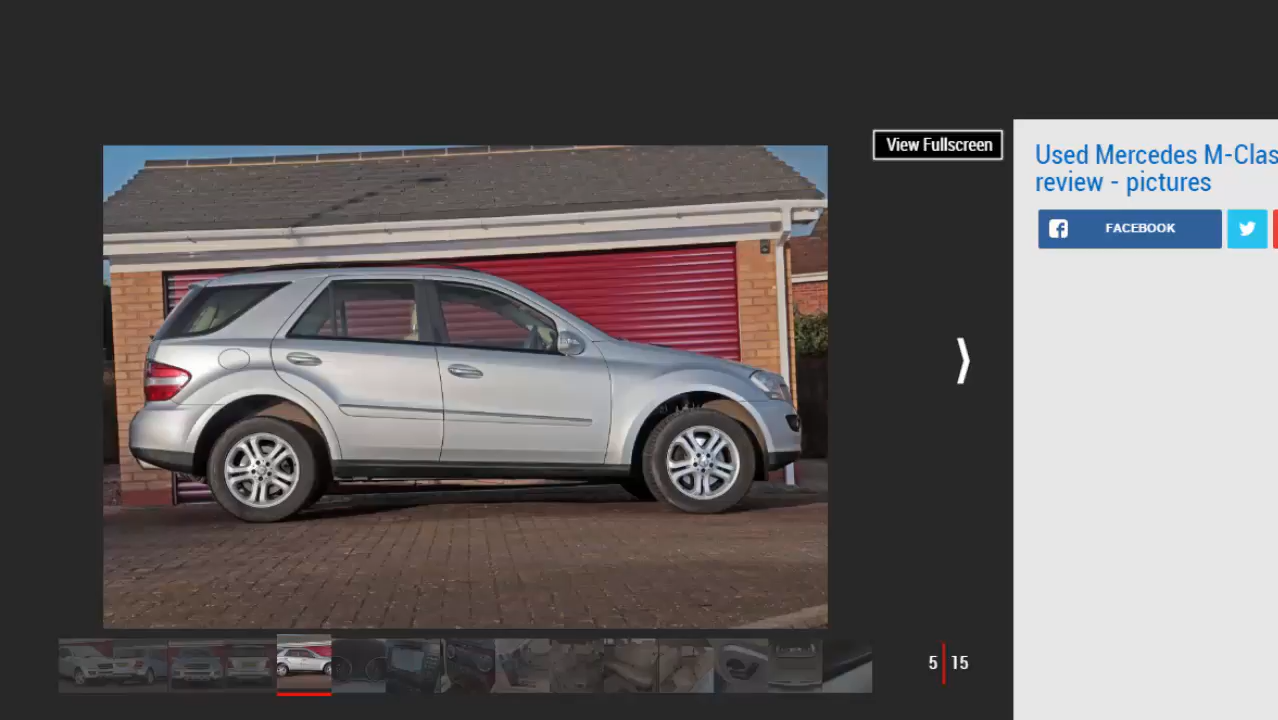 View Fullscreen
Used Mercedes M-Clas
review - pictures
FACEBOOK
5 15